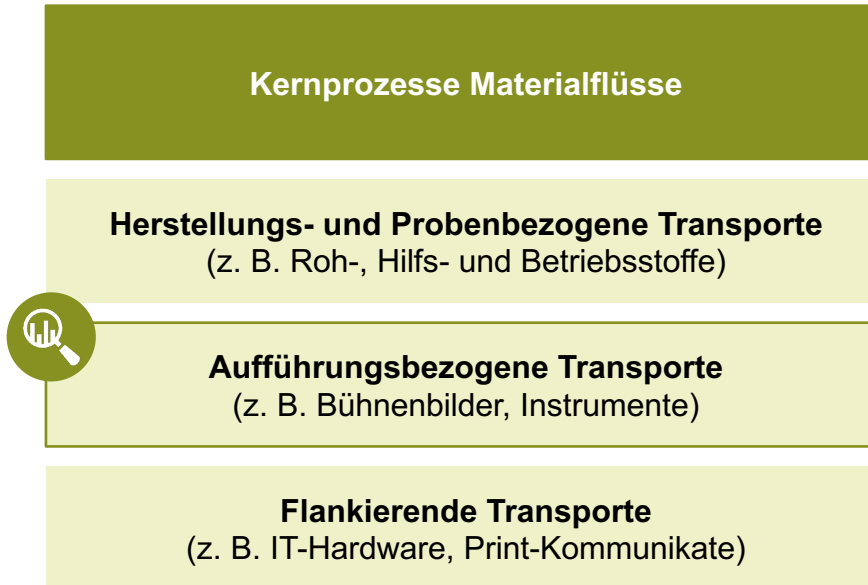 Kernprozesse Materialflüsse
Herstellungs- und Probenbezogene Transporte
(z. B. Roh-, Hilfs- und Betriebsstoffe)
Aufführungsbezogene Transporte
(z. B. Bühnenbilder, Instrumente)
Flankierende Transporte
(z. B. IT-Hardware, Print-Kommunikate)